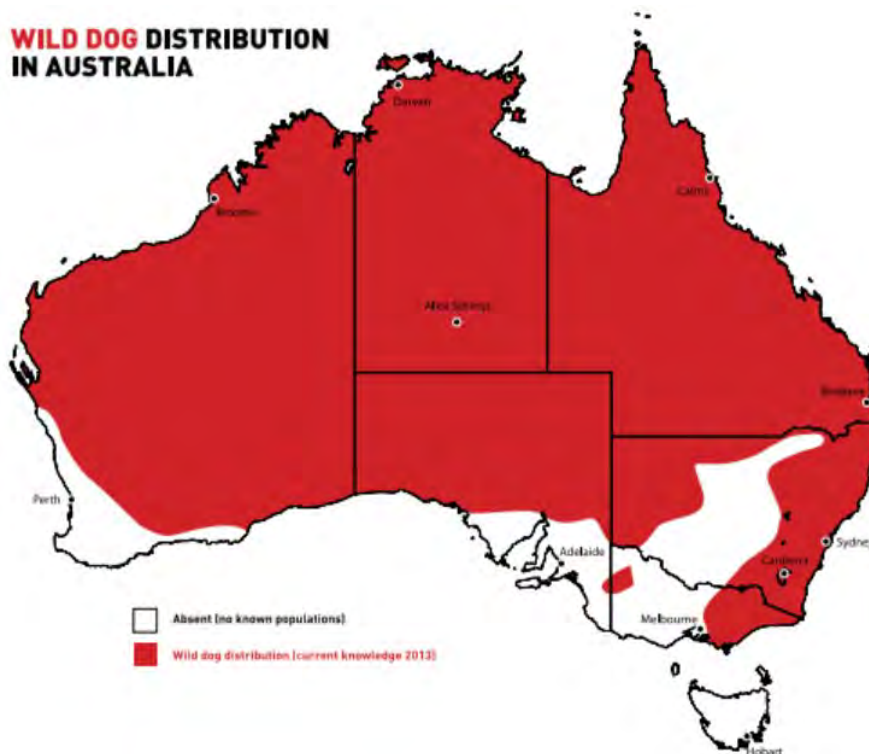 WILD DOG DISTRIBUTION
IN AUSTRALIA
Darwin
Cairns
Broome
Alice Springs
Brisbane
Perth
Sydney
Adelaide
Canberra
Melbourne
Absent (no known populations)
Wild dog distribution (current knowledge 2013)
Hobart